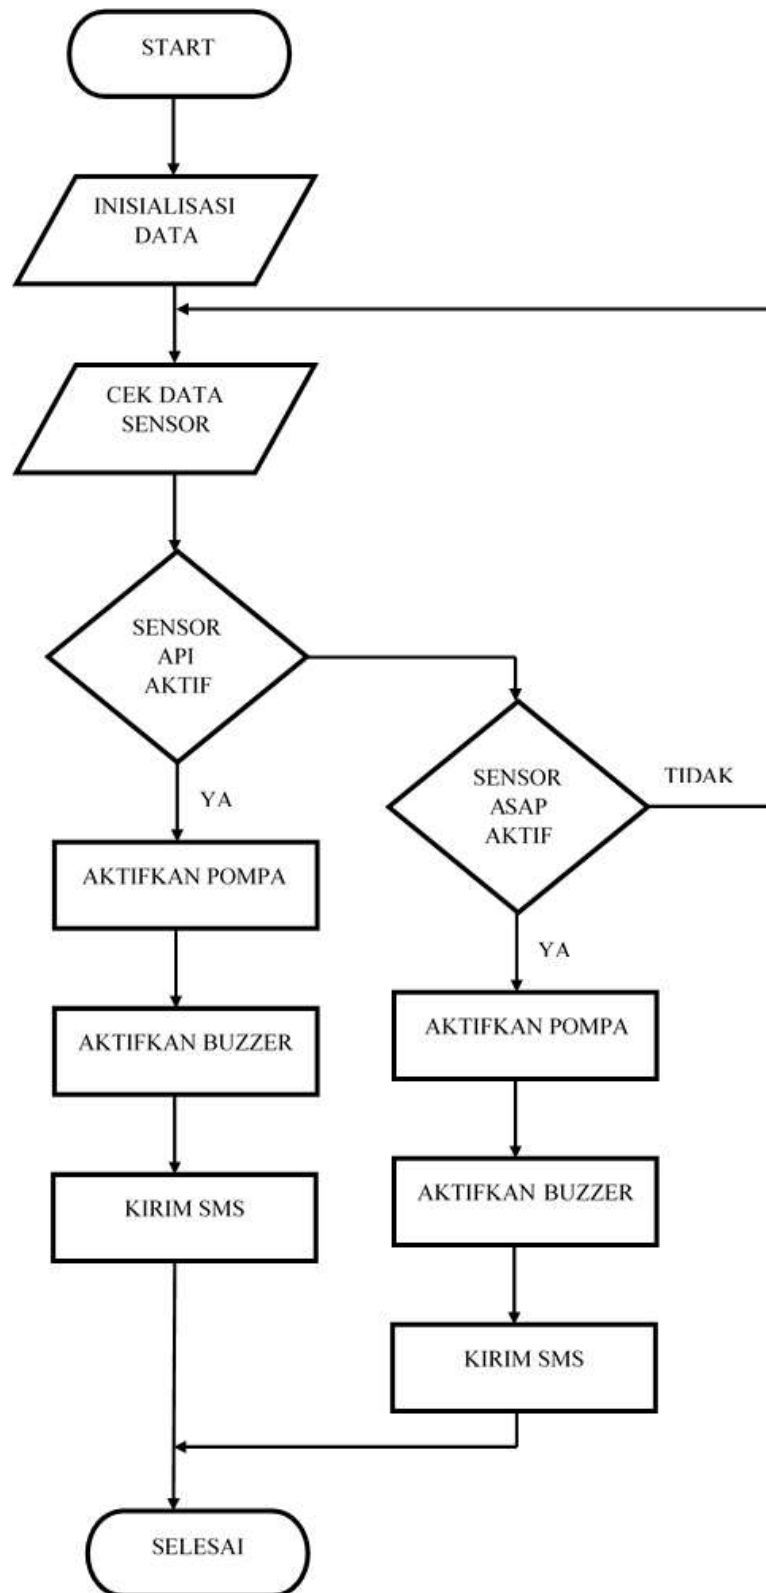 START
INISIALISASI
DATA
CEK DATA
SENSOR
SENSOR
API
AKTIF
YA
AKTIFKAN POMPA
AKTIFKAN BUZZER
KIRIM SMS
SENSOR
ASAP
AKTIF
TIDAK
YA
AKTIFKAN POMPA
AKTIFKAN BUZZER
KIRIM SMS
SELESAI